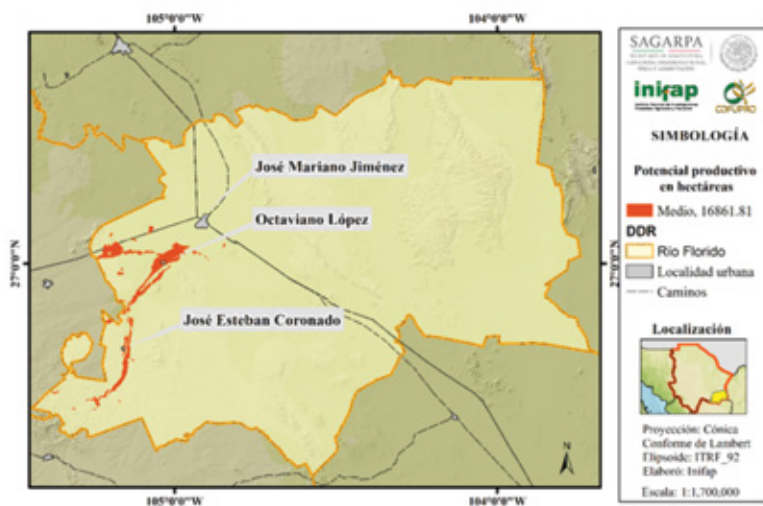 105°0'0"W
104°0'0"W
27°0'0"N
27°0'0"N
José Mariano Jiménez
Octaviano López
José Esteban Coronado
105°0'0"W
104°0'0"W
N
SAGARPA
inifap
COFUPRO
SIMBOLOGÍA
Potencial productivo
en hectáreas
Medio, 16861.81
DDR
Río Florido
Localidad urbana
Caminos
Localización
Proyección: Cónica
Conforme de Lambert
Elipsoide: ITRF_92
Elaboró: Inifap
Escala: 1:1,700,000